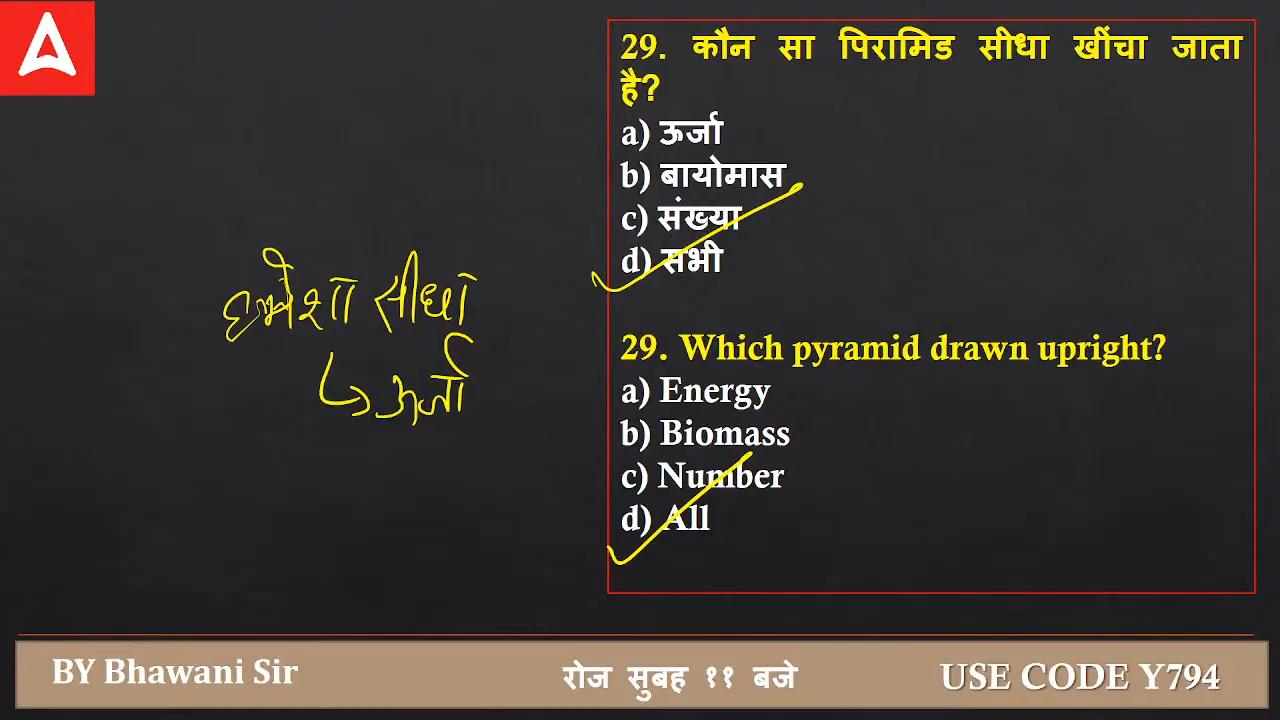 29. कौन सा पिरामिड सीधा खींचा जाता
है?
a) ऊर्जा
b) बायोमास
c) संख्या
d) सभी
हमेशा सीधा
ऊर्जा
29. Which pyramid drawn upright?
a) Energy
b) Biomass
c) Number
d) All
BY Bhawani Sir
रोज सुबह ११ बजे
USE CODE Y794